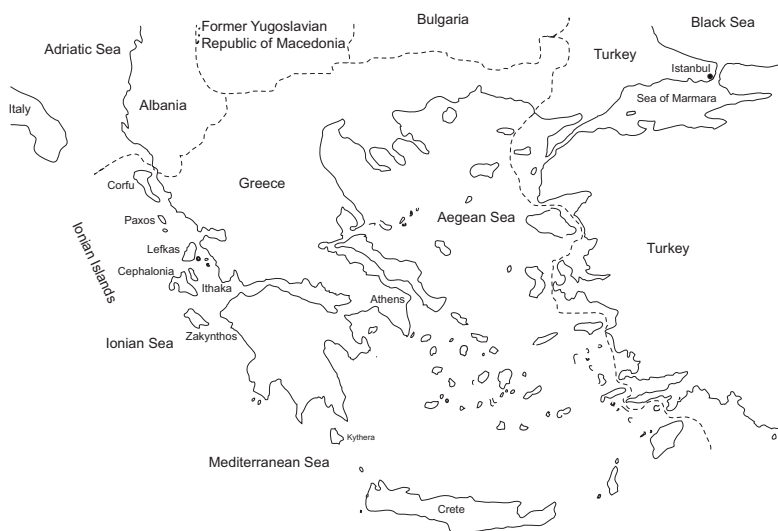 Former Yugoslavian
Republic of Macedonia
Bulgaria
Black Sea
Adriatic Sea
Turkey
Istanbul
Sea of Marmara
Italy
Albania
Corfu
Greece
Paxos
Aegean Sea
Ionian Islands
Lefkas
Turkey
Cephalonia
Ithaka
Athens
Zakynthos
Ionian Sea
Kythera
Mediterranean Sea
Crete